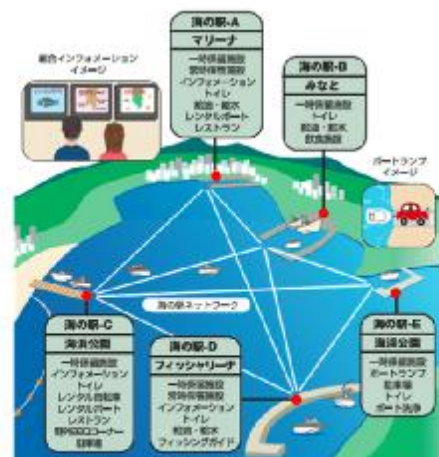 総合インフォメーション
イメージ
海の駅-A
マリーナ
一時係留施設
常時係留施設
インフォメーション
トイレ
給油・給水
レンタルボート
レストラン
海の駅-B
みなと
一時係留施設
トイレ
給油・給水
飲食施設
ボートランプ
イメージ
海の駅ネットワーク
海の駅-C
海浜公園
一時係留施設
インフォメーション
トイレ
レンタル自転車
レンタルボート
レストラン
駐車場
海の駅-D
フィッシャリーナ
一時係留施設
常時係留施設
インフォメーション
トイレ
給油・給水
フィッシングガイド
海の駅-E
海浜公園
一時係留施設
ボートランプ
駐車場
トイレ
ボート洗浄